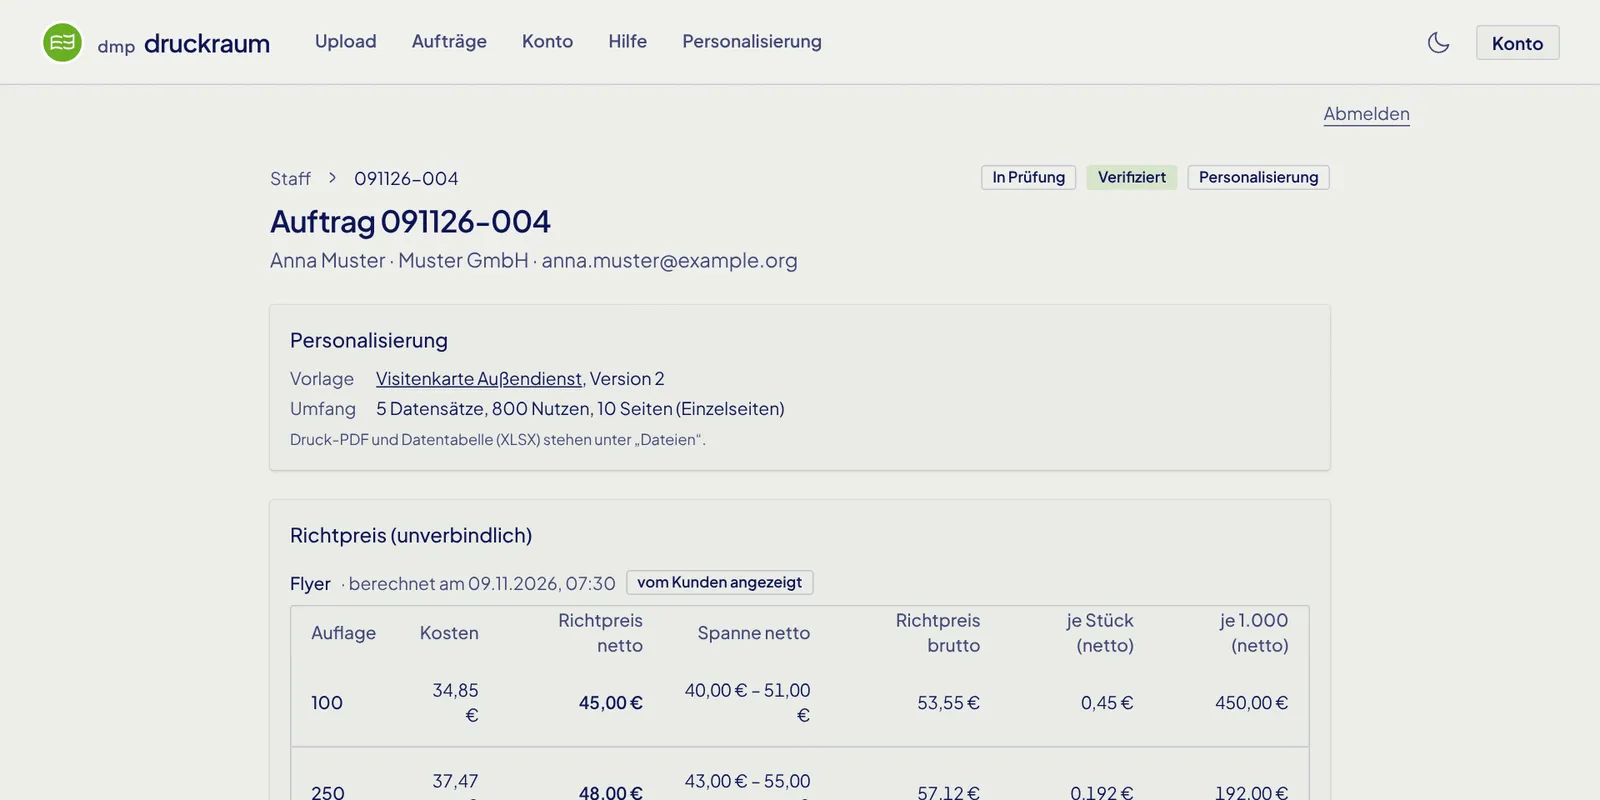 dmp druckraum Upload Aufträge Konto Hilfe Personalisierung Konto
Abmelden
Staff > 091126-004 In Prüfung Verifiziert Personalisierung
Auftrag 091126-004
Anna Muster · Muster GmbH · anna.muster@example.org
Personalisierung
Vorlage Visitenkarte Außendienst, Version 2
Umfang 5 Datensätze, 800 Nutzen, 10 Seiten (Einzelseiten)
Druck-PDF und Datentabelle (XLSX) stehen unter „Dateien“.
Richtpreis (unverbindlich)
Flyer · berechnet am 09.11.2026, 07:30 vom Kunden angezeigt
Auflage Kosten Richtpreis netto Spanne netto Richtpreis brutto je Stück (netto) je 1.000 (netto)
100 34,85 € 45,00 € 40,00 € – 51,00 € 53,55 € 0,45 € 450,00 €
250 37,47 48,00 € 43,00 € – 55,00 57,12 € 0,192 € 192,00 €